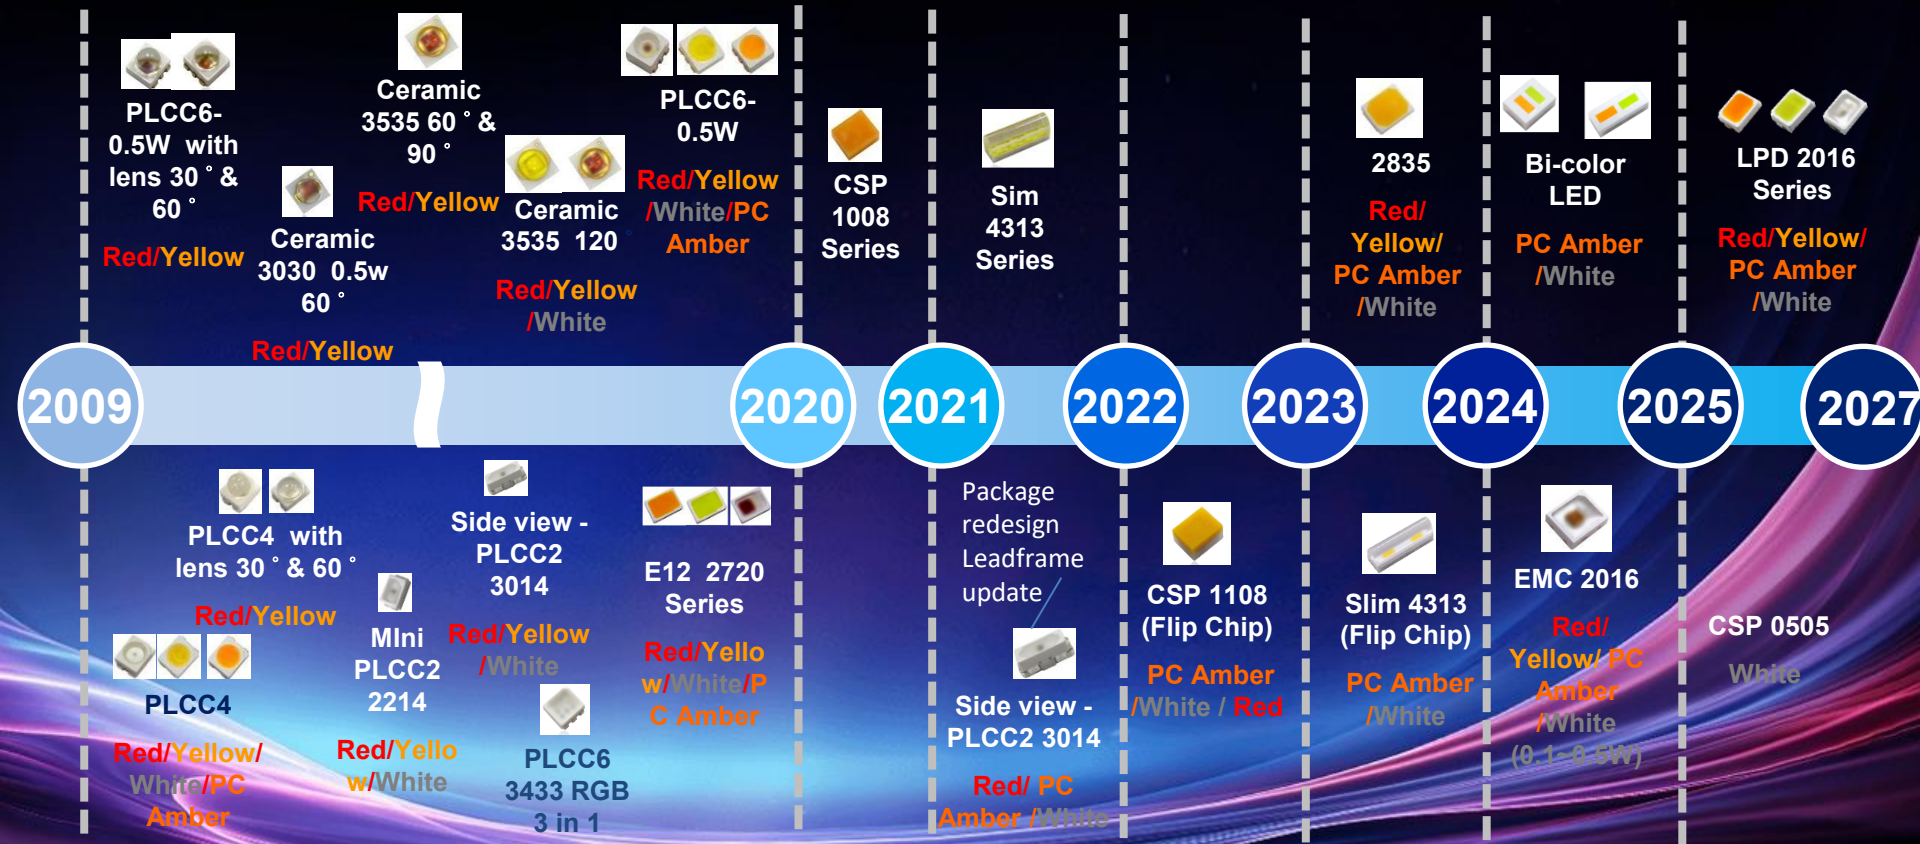 PLCC6-
0.5W with
lens 30 ° &
60 °
Red/Yellow
Ceramic
3030 0.5w
60 °
Red/Yellow
Ceramic
3535 60 ° &
90 °
Red/Yellow
Ceramic
3535 120 °
Red/Yellow
/White
PLCC6-
0.5W
Red/Yellow
/White/PC
Amber
CSP
1008
Series
Sim
4313
Series
2835
Red/
Yellow/
PC Amber
/White
Bi-color
LED
PC Amber
/White
LPD 2016
Series
Red/Yellow/
PC Amber
/White
2009
2020
2021
2022
2023
2024
2025
2027
PLCC4 with
lens 30 ° & 60 °
Red/Yellow
PLCC4
Red/Yellow/
White/PC
Amber
MIni
PLCC2
2214
Red/Yello
w/White
Side view -
PLCC2
3014
Red/Yellow
/White
PLCC6
3433 RGB
3 in 1
E12 2720
Series
Red/Yello
w/White/P
C Amber
Package
redesign
Leadframe
update
Side view -
PLCC2 3014
Red/ PC
Amber /White
CSP 1108
(Flip Chip)
PC Amber
/White / Red
Slim 4313
(Flip Chip)
PC Amber
/White
EMC 2016
Red/
Yellow/ PC
Amber
/White
(0.1~0.5W)
CSP 0505
White